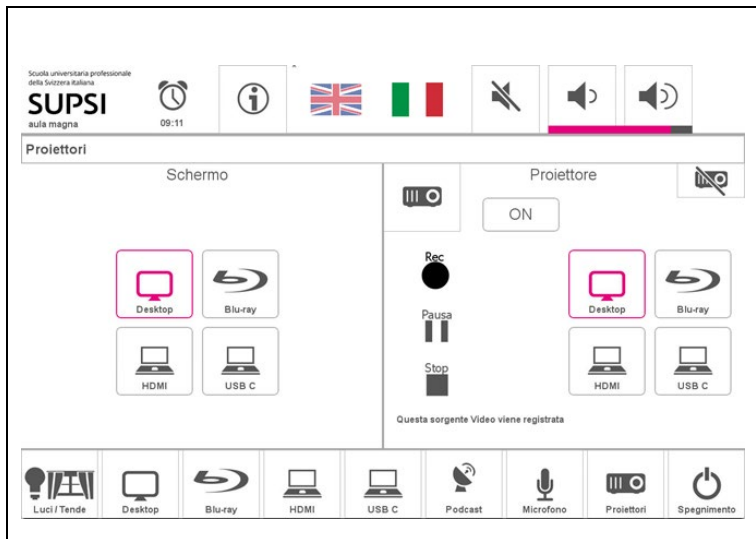 Scuola universitaria professionale
della Svizzera italiana
SUPSI
aula magna
09:11
Proiettori
Schermo
Desktop
Blu-ray
HDMI
USB C
Proiettore
ON
Rec
Pausa
Stop
Desktop
Blu-ray
HDMI
USB C
Questa sorgente Video viene registrata
Luci / Tende
Desktop
Blu-ray
HDMI
USB C
Podcast
Microfono
Proiettori
Spegnimento